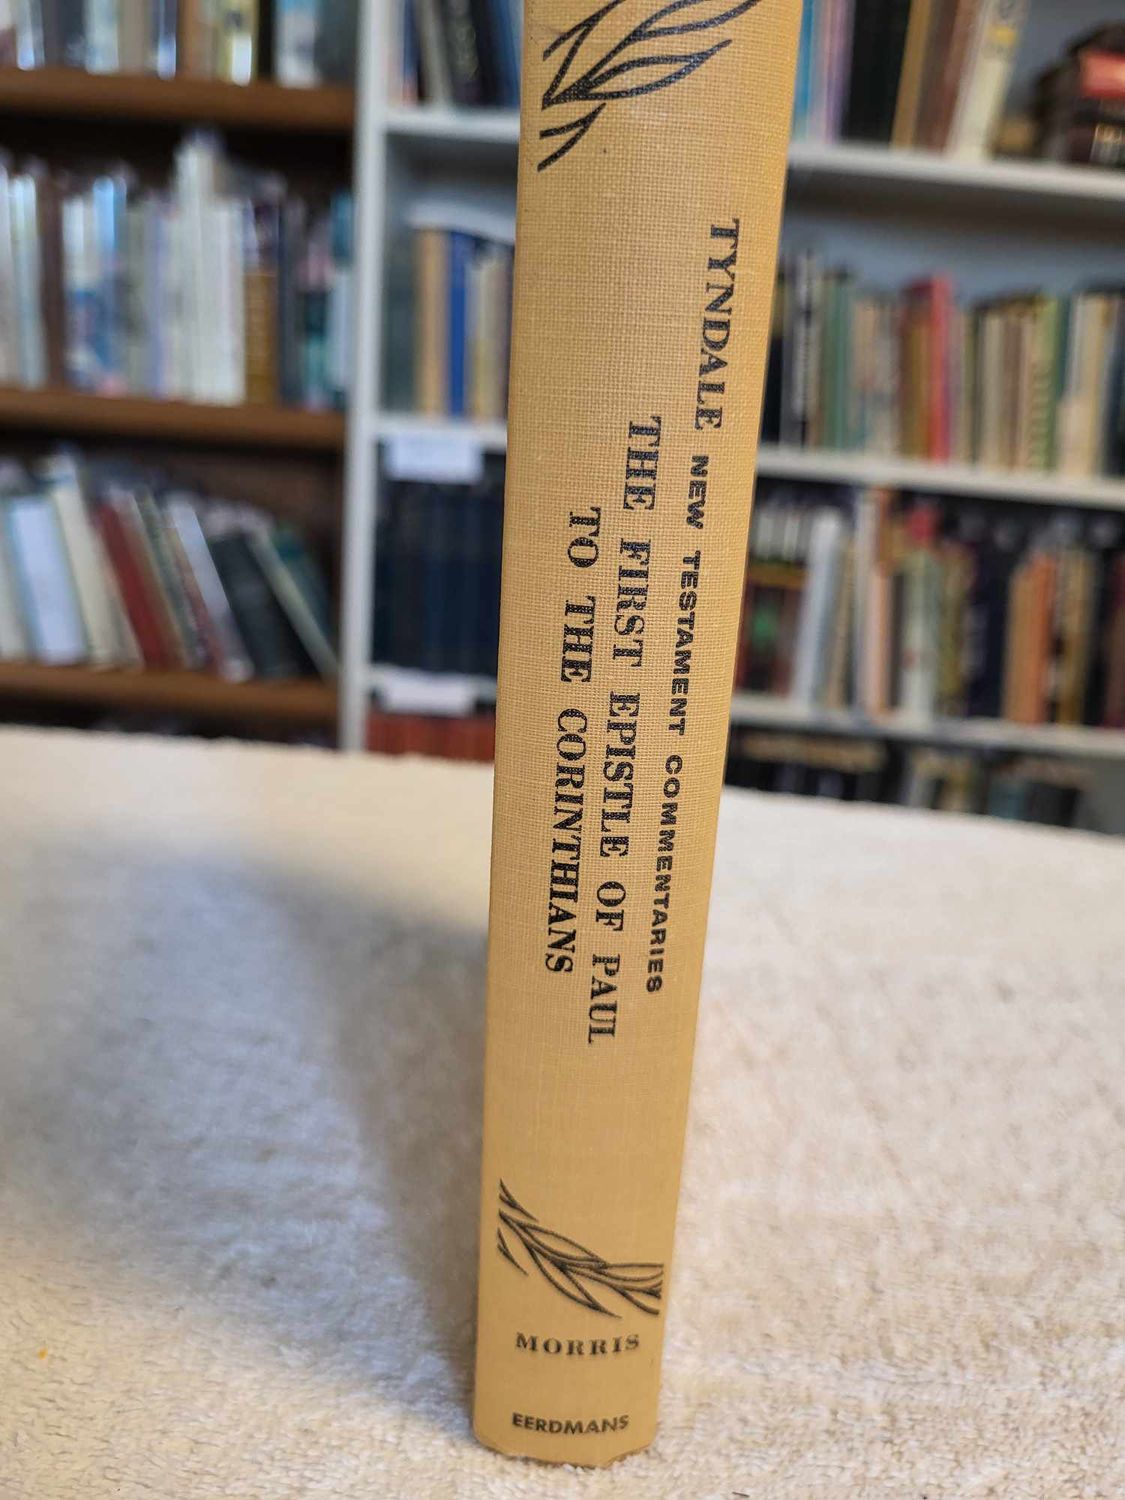 TYNDALE NEW TESTAMENT COMMENTARIES
THE FIRST EPISTLE OF PAUL
TO THE CORINTHIANS
MORRIS
EERDMANS